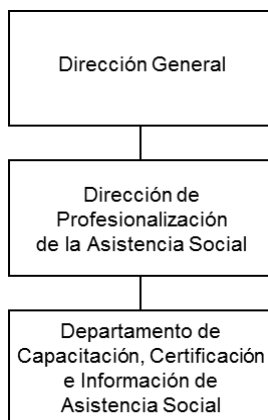 Dirección General
Dirección de
Profesionalización
de la Asistencia Social
Departamento de
Capacitación, Certificación
e Información de
Asistencia Social